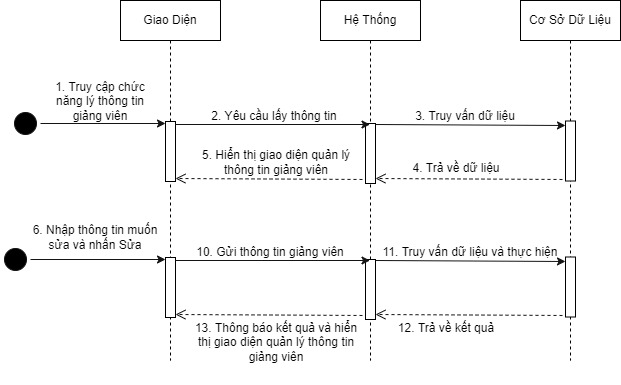 Giao Diện
Hệ Thống
Cơ Sở Dữ Liệu
1. Truy cập chức
năng lý thông tin
giảng viên
2. Yêu cầu lấy thông tin
3. Truy vấn dữ liệu
5. Hiển thị giao diện quản lý
thông tin giảng viên
4. Trả về dữ liệu
6. Nhập thông tin muốn
sửa và nhấn Sửa
10. Gửi thông tin giảng viên
11. Truy vấn dữ liệu và thực hiện
13. Thông báo kết quả và hiển
thị giao diện quản lý thông tin
giảng viên
12. Trả về kết quả